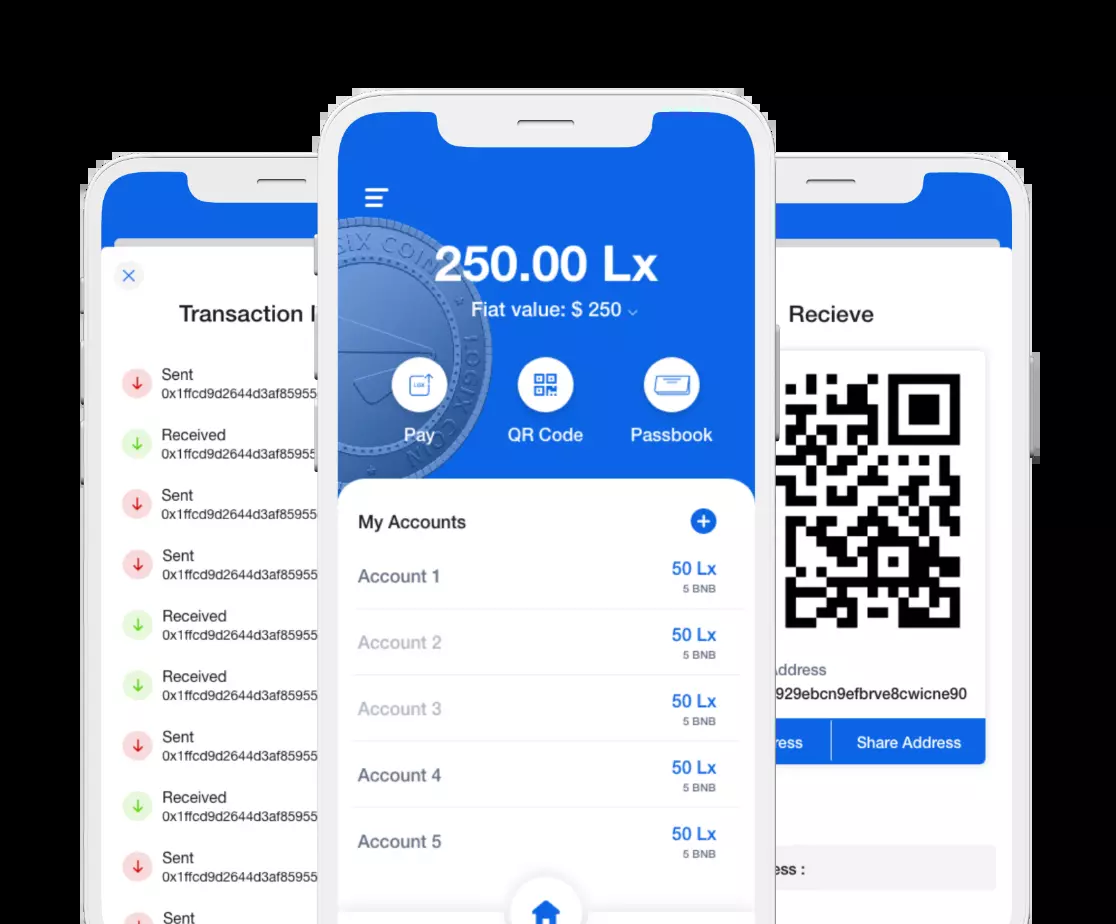 Transaction
Sent
0x1ffcd9d2644d3af85955
Received
0x1ffcd9d2644d3af85955
Sent
0x1ffcd9d2644d3af85955
Sent
0x1ffcd9d2644d3af85955
Received
0x1ffcd9d2644d3af85955
Received
0x1ffcd9d2644d3af85955
Sent
0x1ffcd9d2644d3af85955
Received
0x1ffcd9d2644d3af85955
Sent
0x1ffcd9d2644d3af85955
Sent
250.00 Lx
Fiat value: $ 250
LOGIX COIN
Pay
QR Code
Passbook
My Accounts
Account 1
50 Lx
5 BNB
Account 2
50 Lx
5 BNB
Account 3
50 Lx
5 BNB
Account 4
50 Lx
5 BNB
Account 5
50 Lx
5 BNB
Recieve
Address
929ebcn9efbrve8cwicne90
ress
Share Address
ess :